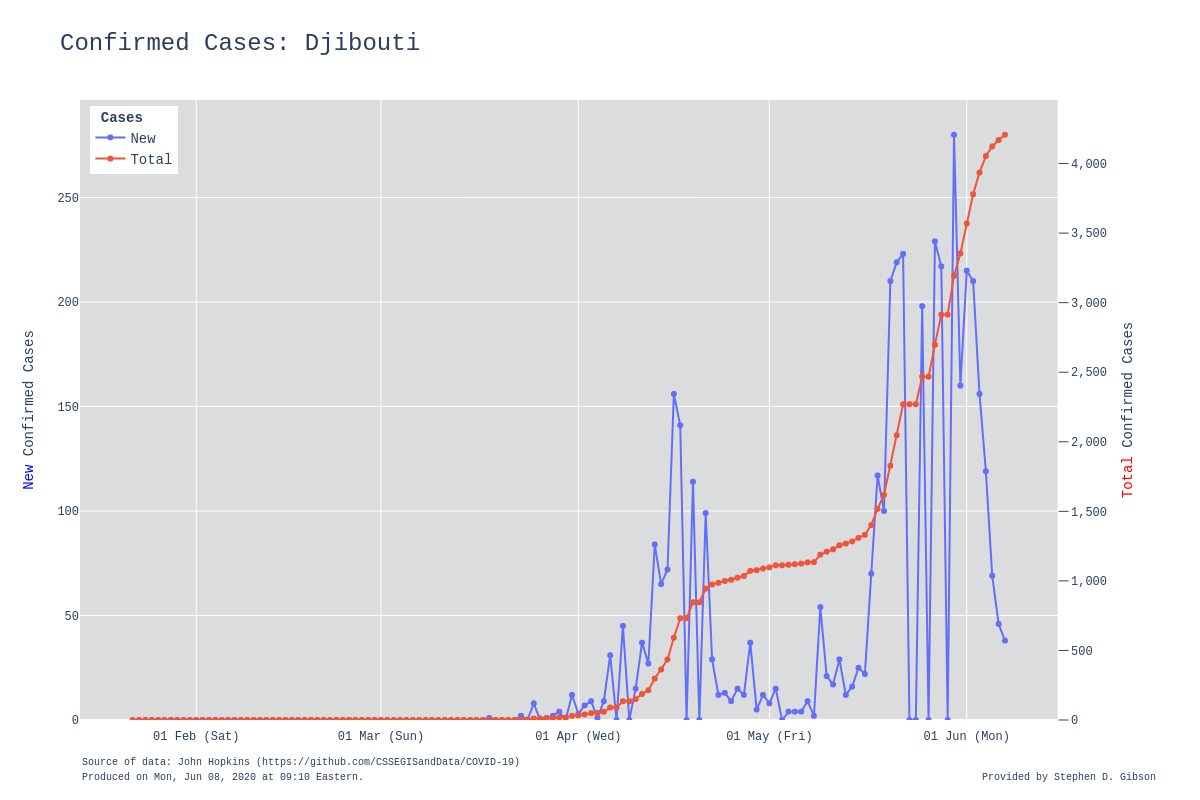 Confirmed Cases: Djibouti
Cases
New
Total
250
200
150
100
50
0
4,000
3,500
3,000
2,500
2,000
1,500
1,000
500
0
New Confirmed Cases
Total Confirmed Cases
01 Feb (Sat)
01 Mar (Sun)
01 Apr (Wed)
01 May (Fri)
01 Jun (Mon)
Source of data: John Hopkins (https://github.com/CSSEGISandData/COVID-19)
Produced on Mon, Jun 08, 2020 at 09:10 Eastern.
Provided by Stephen D. Gibson